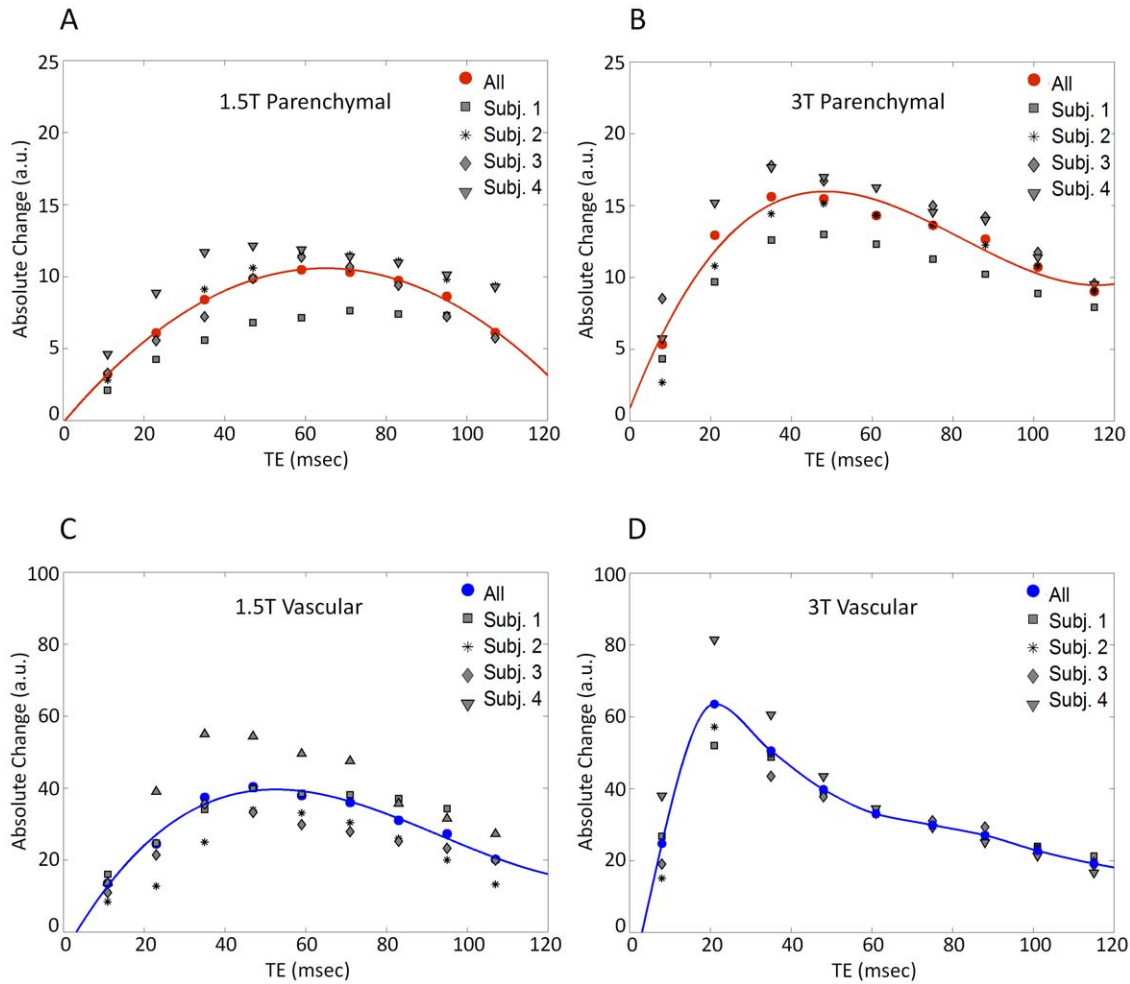 A
1.5T Parenchymal
All
Subj. 1
Subj. 2
Subj. 3
Subj. 4
Absolute Change (a.u.)
25
20
15
10
5
0
0 20 40 60 80 100 120
TE (msec)
B
3T Parenchymal
All
Subj. 1
Subj. 2
Subj. 3
Subj. 4
Absolute Change (a.u.)
25
20
15
10
5
0
0 20 40 60 80 100 120
TE (msec)
C
1.5T Vascular
All
Subj. 1
Subj. 2
Subj. 3
Subj. 4
Absolute Change (a.u.)
100
80
60
40
20
0
0 20 40 60 80 100 120
TE (msec)
D
3T Vascular
All
Subj. 1
Subj. 2
Subj. 3
Subj. 4
Absolute Change (a.u.)
100
80
60
40
20
0
0 20 40 60 80 100 120
TE (msec)